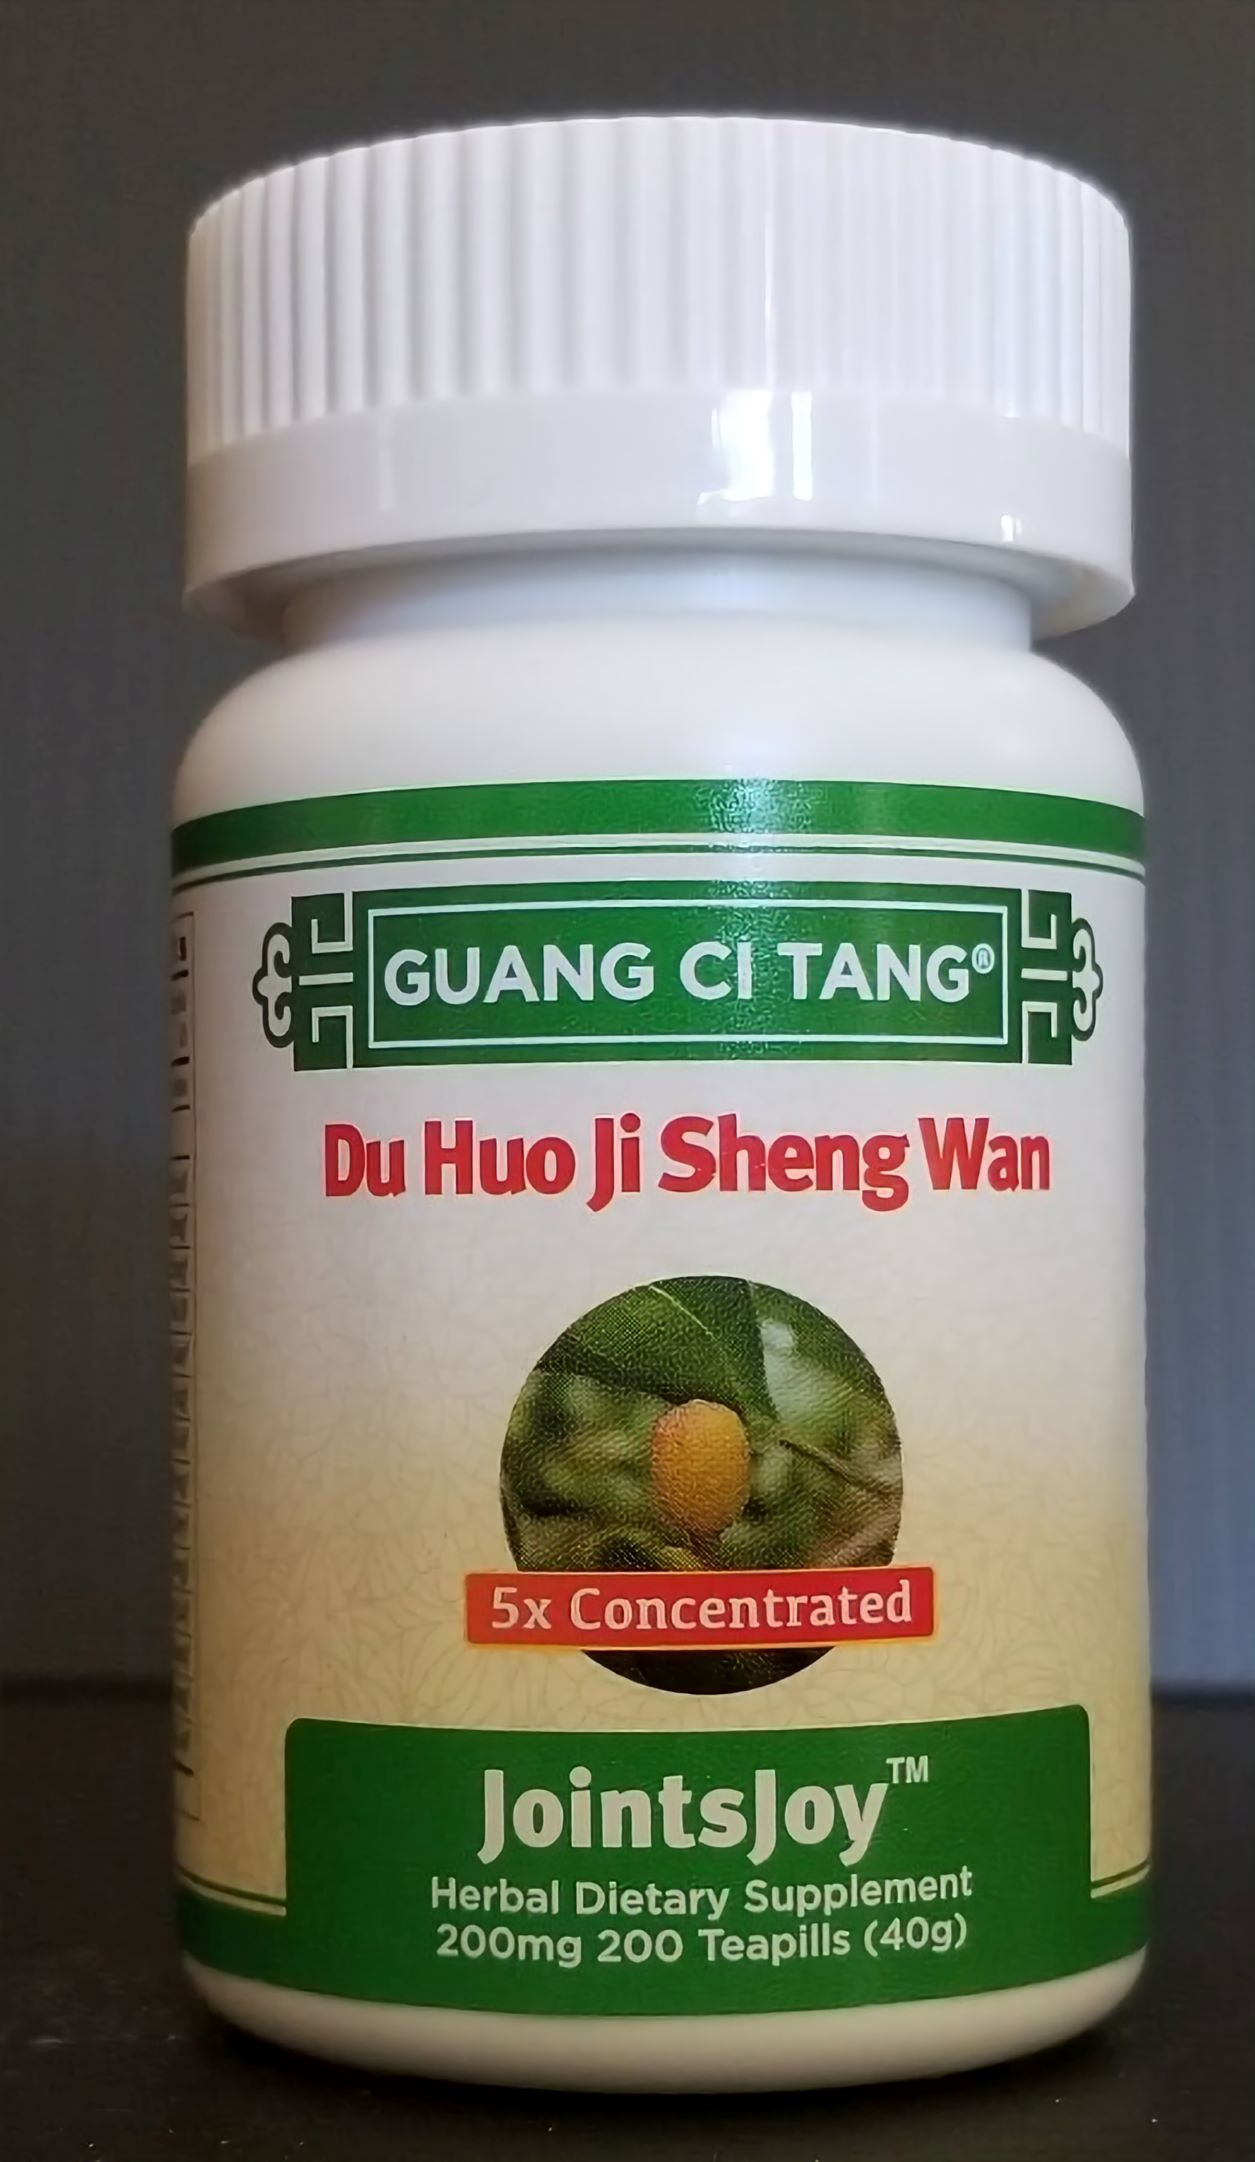 GUANG CI TANG®
Du Huo Ji Sheng Wan
5x Concentrated
JointsJoy™
Herbal Dietary Supplement
200mg 200 Teapills (40g)